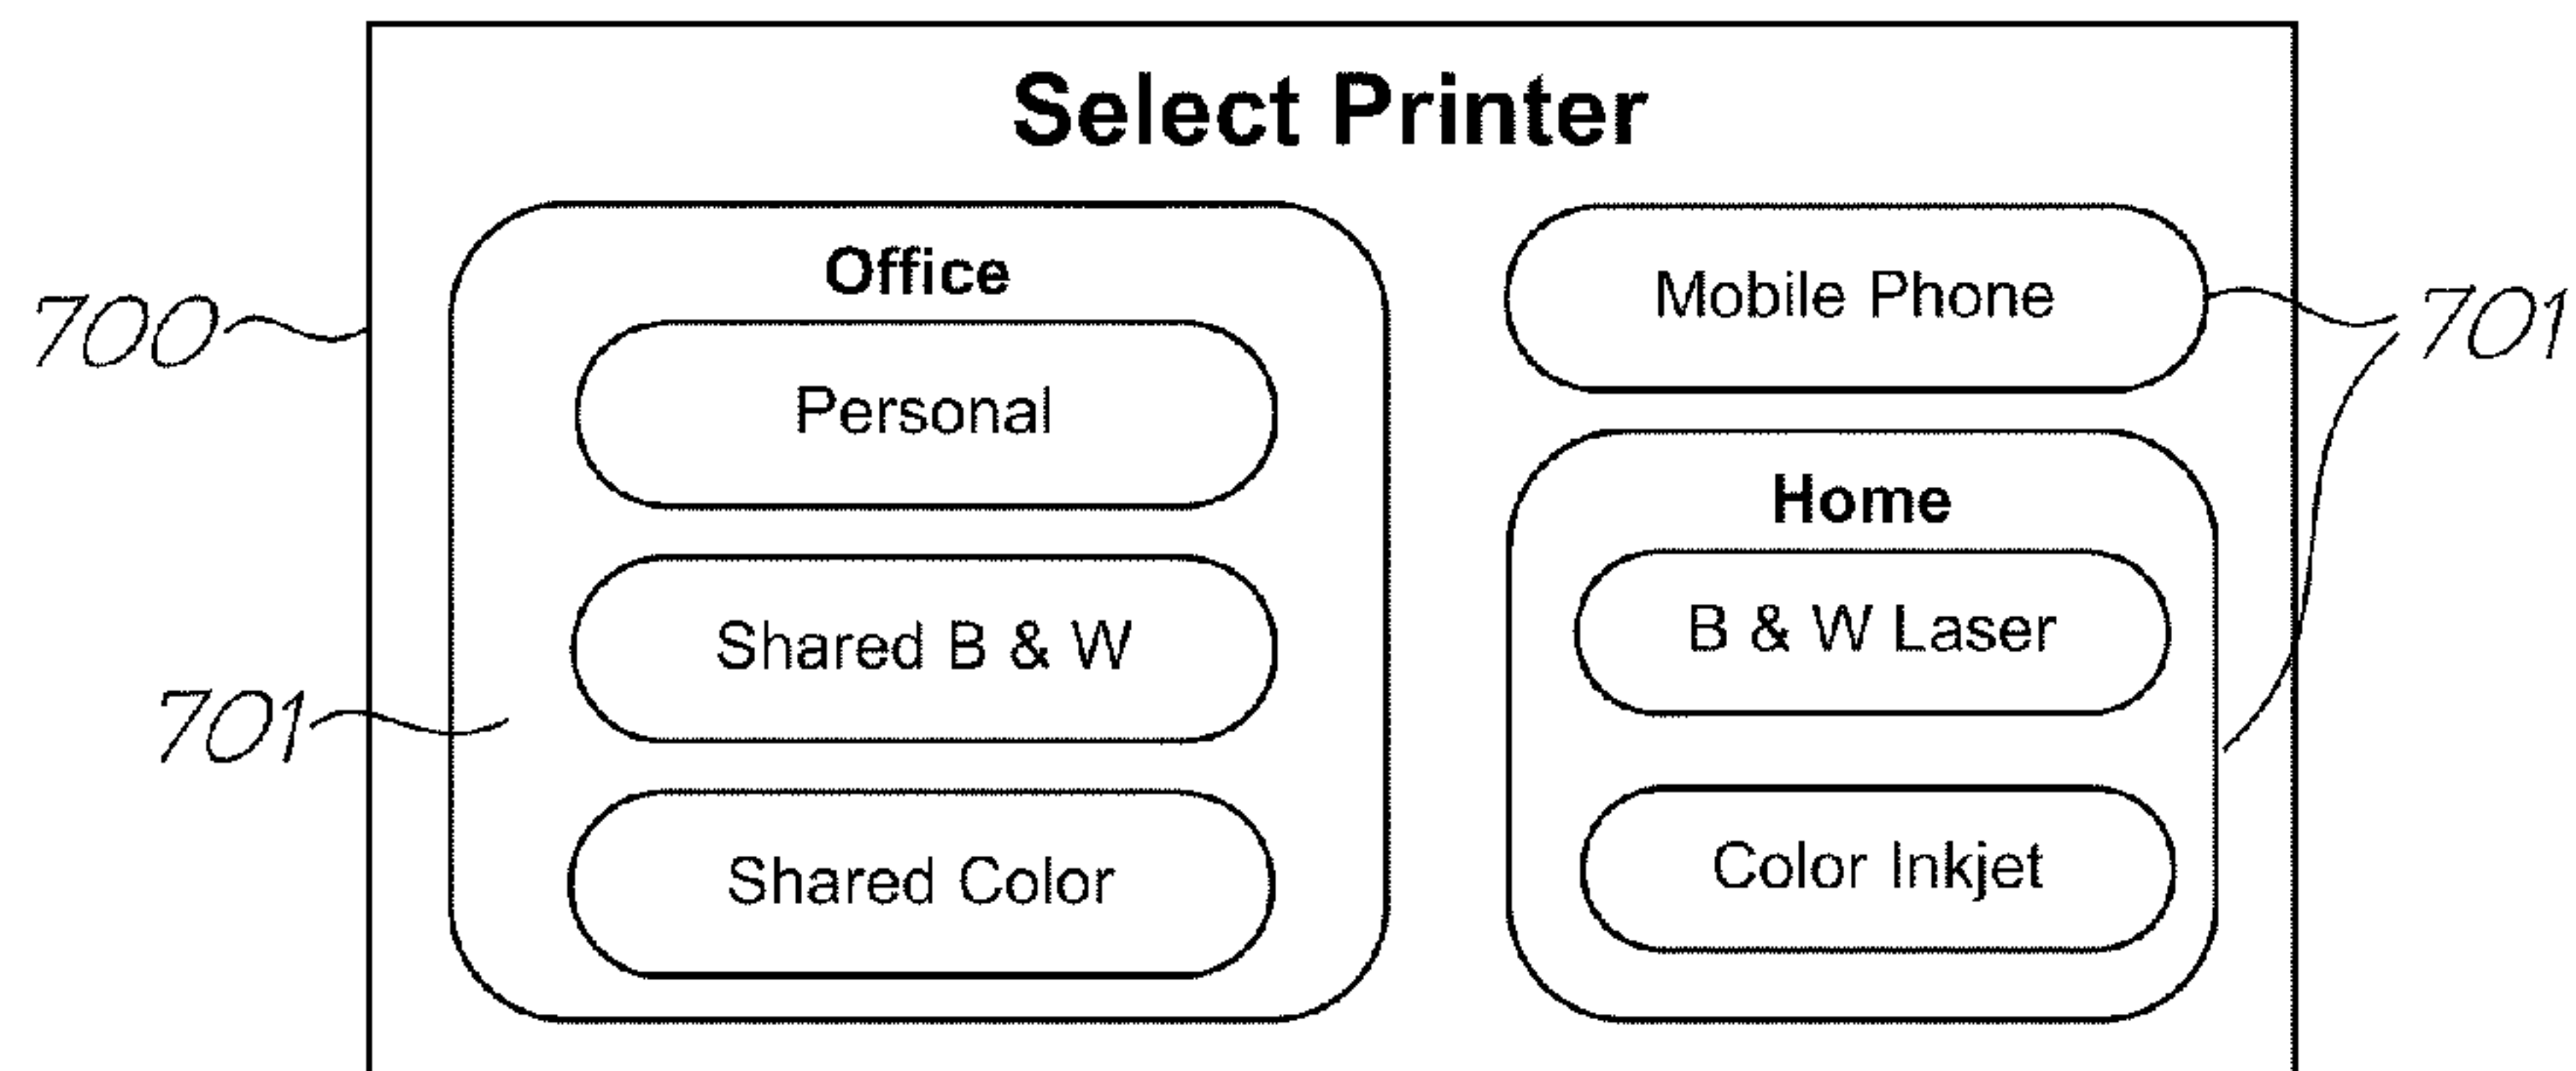 Select Printer
Office
Personal
Shared B & W
Shared Color
Mobile Phone
Home
B & W Laser
Color Inkjet
700
701
701